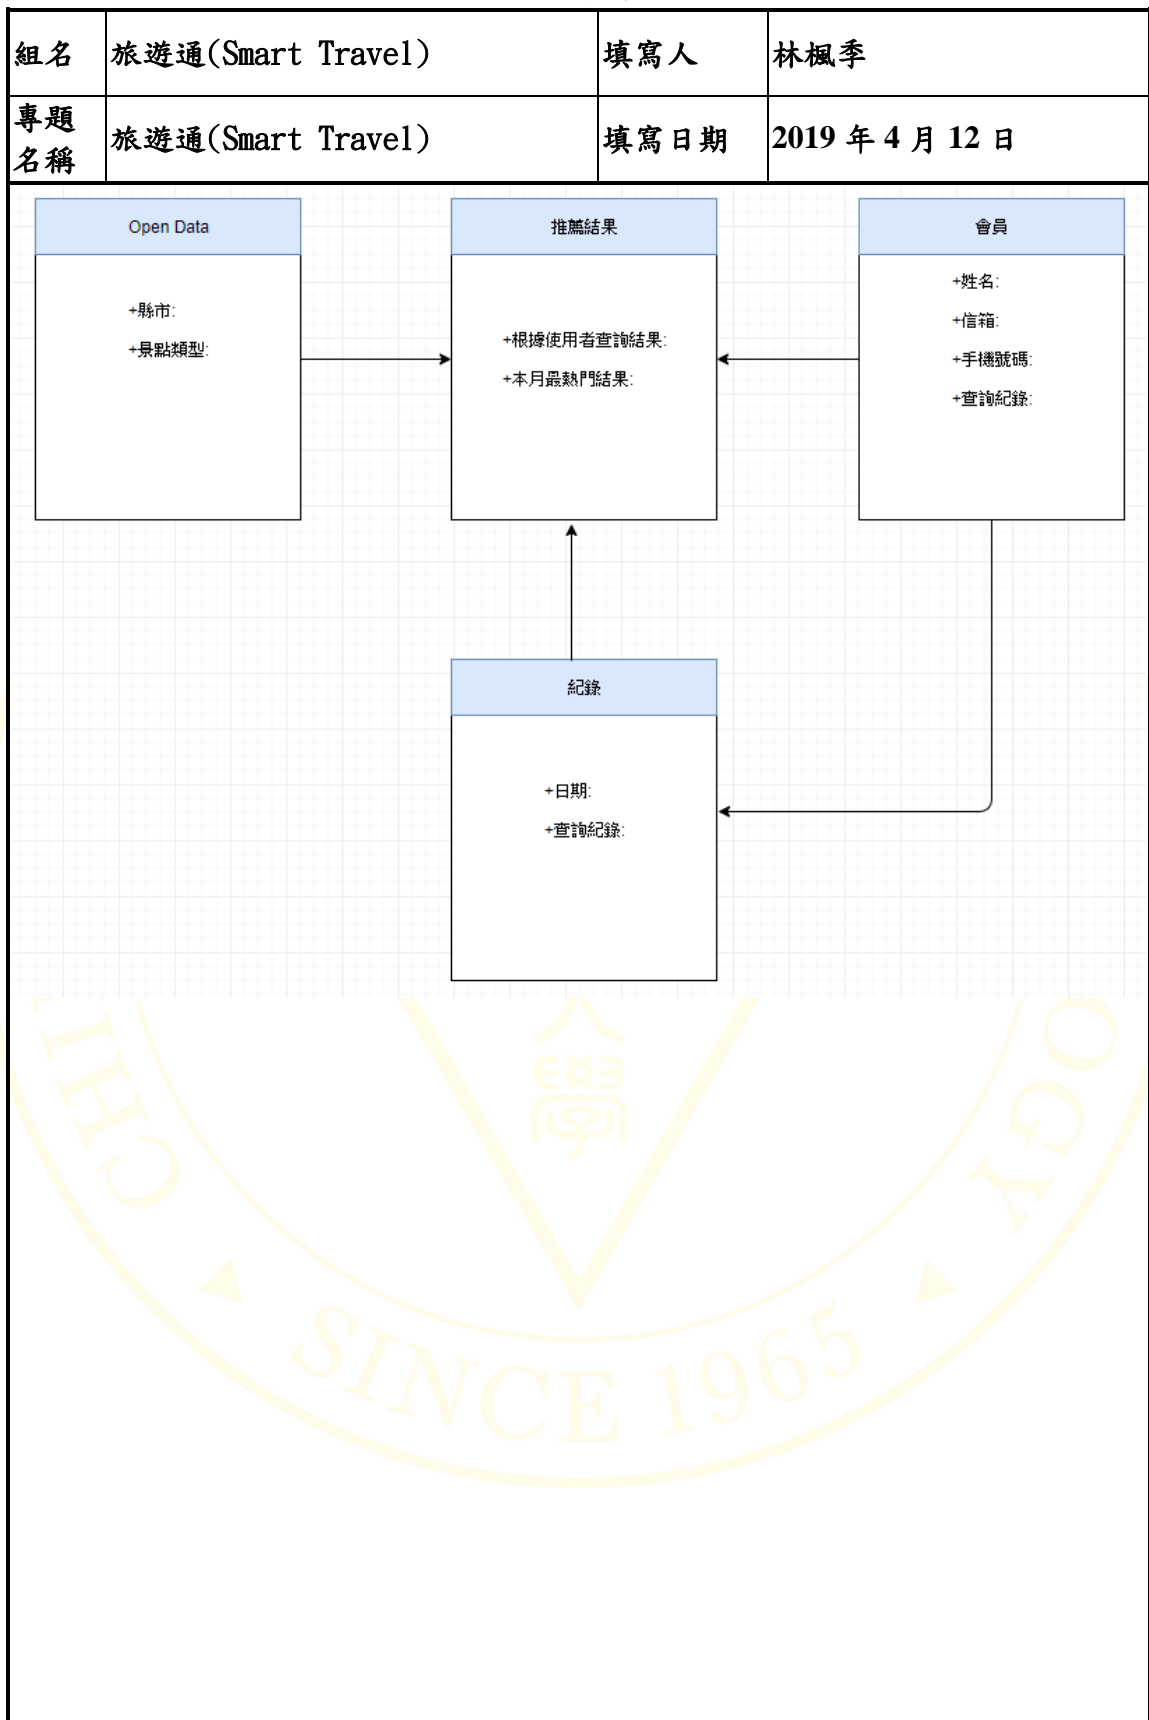 組名 旅遊通(Smart Travel) 填寫人 林楓季
專題名稱 旅遊通(Smart Travel) 填寫日期 2019 年 4 月 12 日
Open Data
+縣市:
+景點類型:
推薦結果
+根據使用者查詢結果:
+本月最熱門結果:
會員
+姓名:
+信箱:
+手機號碼:
+查詢紀錄:
紀錄
+日期:
+查詢紀錄:
學
CHI
OGY
SINCE 1965